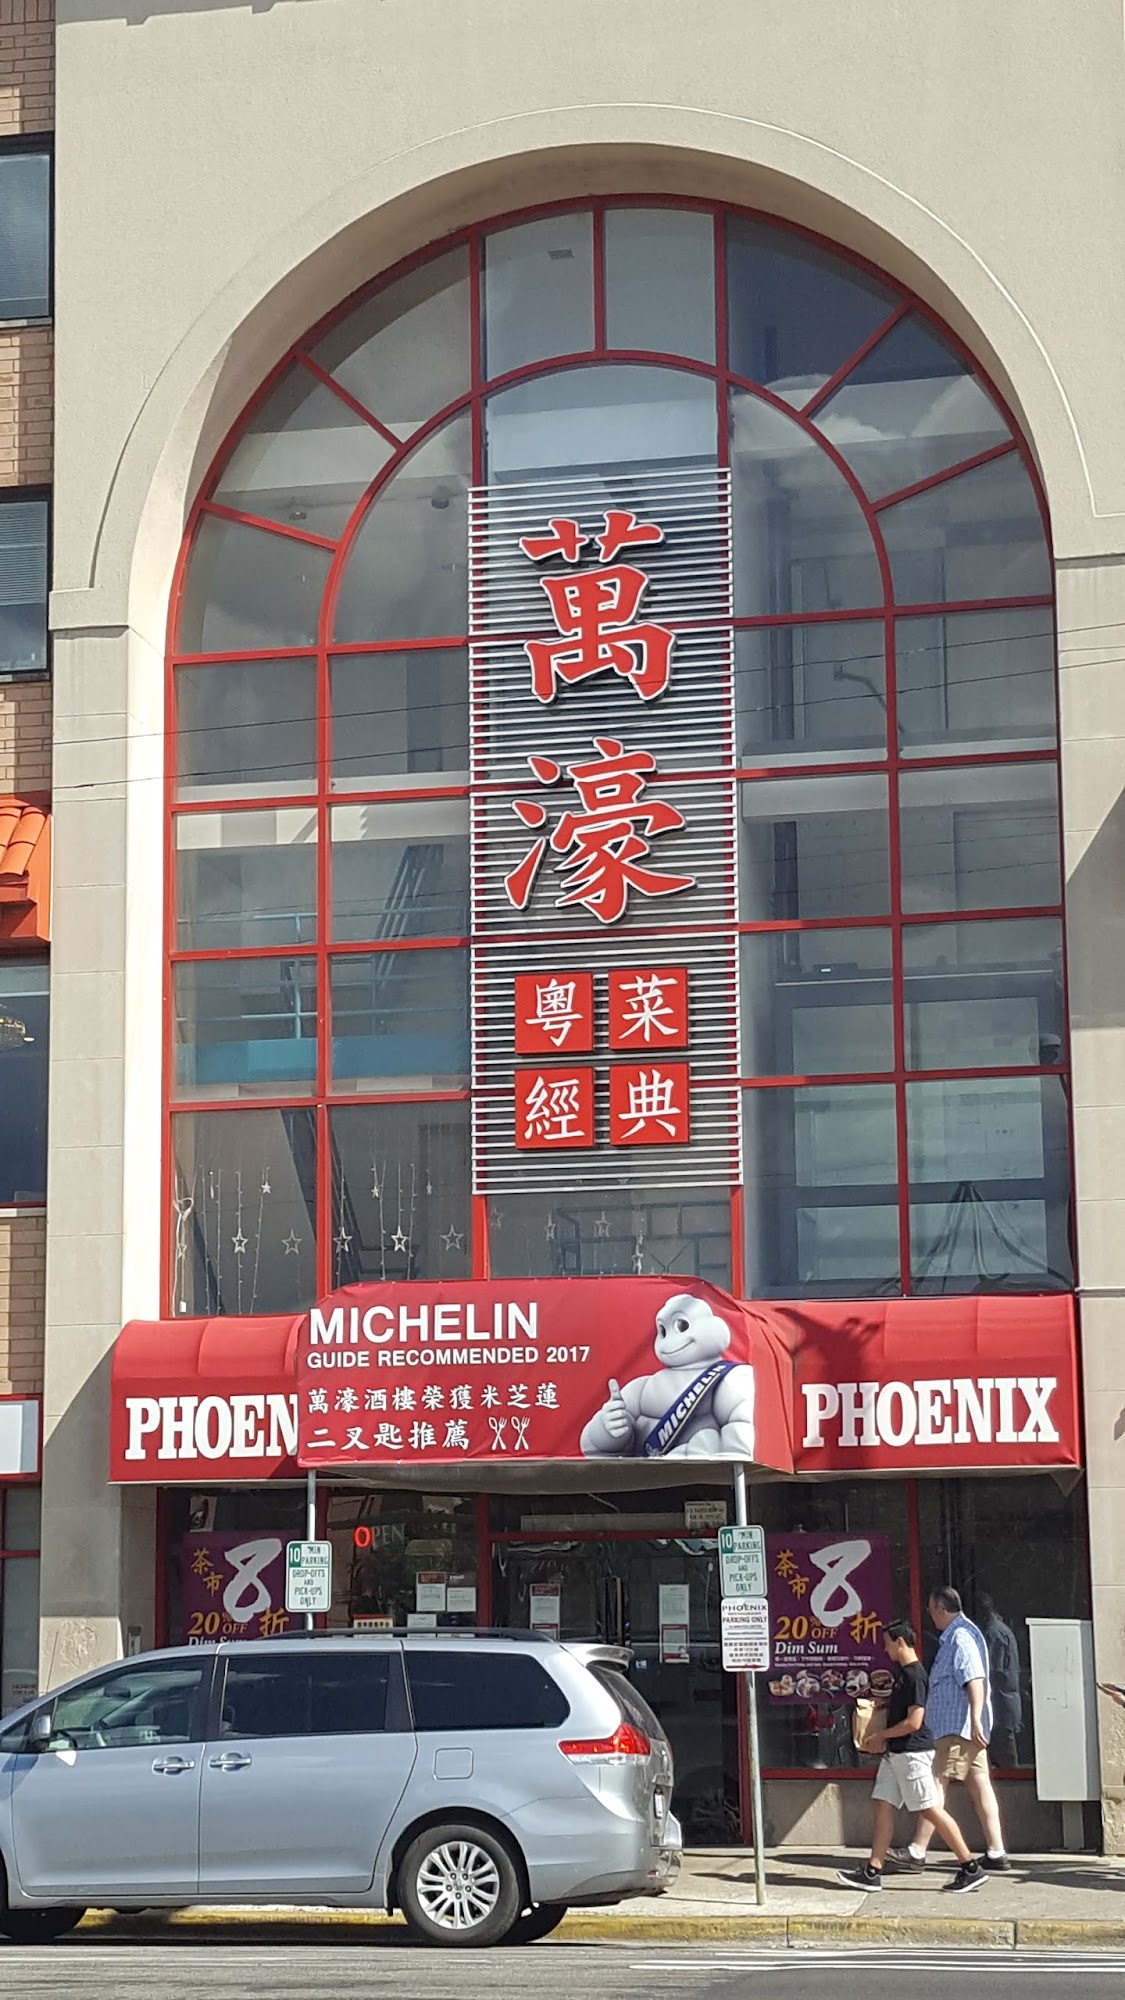 萬濠
粵菜
經典
MICHELIN
GUIDE RECOMMENDED 2017
萬濠酒樓榮獲米芝蓮
二叉匙推薦
MICHELIN
PHOEN
PHOENIX
OPEN
茶市8折
20% OFF
Dim Sum
10 MIN
PARKING
DROP-OFFS
AND
PICK-UPS
ONLY
10 MIN
PARKING
DROP-OFFS
AND
PICK-UPS
ONLY
PHOENIX
PARKING ONLY
茶市8折
20% OFF
Dim Sum